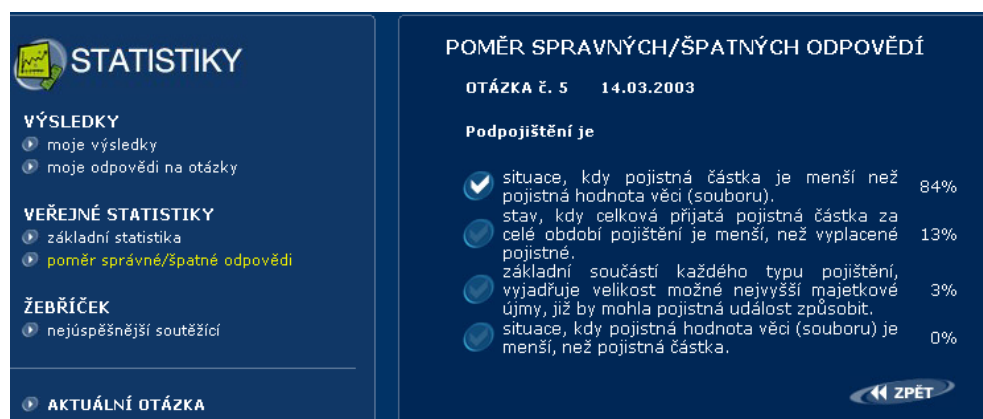 STATISTIKY
VÝSLEDKY
moje výsledky
moje odpovědi na otázky
VEŘEJNÉ STATISTIKY
základní statistika
poměr správné/špatné odpovědi
ŽEBŘÍČEK
nejúspěšnější soutěžící
AKTUÁLNÍ OTÁZKA
POMĚR SPRAVNÝCH/ŠPATNÝCH ODPOVĚDÍ
OTÁZKA č. 5 14.03.2003
Podpojištění je
situace, kdy pojistná částka je menší než
pojistná hodnota věci (souboru).
84%
stav, kdy celková přijatá pojistná částka za
celé období pojištění je menší, než vyplacené
pojistné.
13%
základní součástí každého typu pojištění,
vyjadřuje velikost možné nejvyšší majetkové
újmy, již by mohla pojistná událost způsobit.
3%
situace, kdy pojistná hodnota věci (souboru) je
menší, než pojistná částka.
0%
ZPĚT